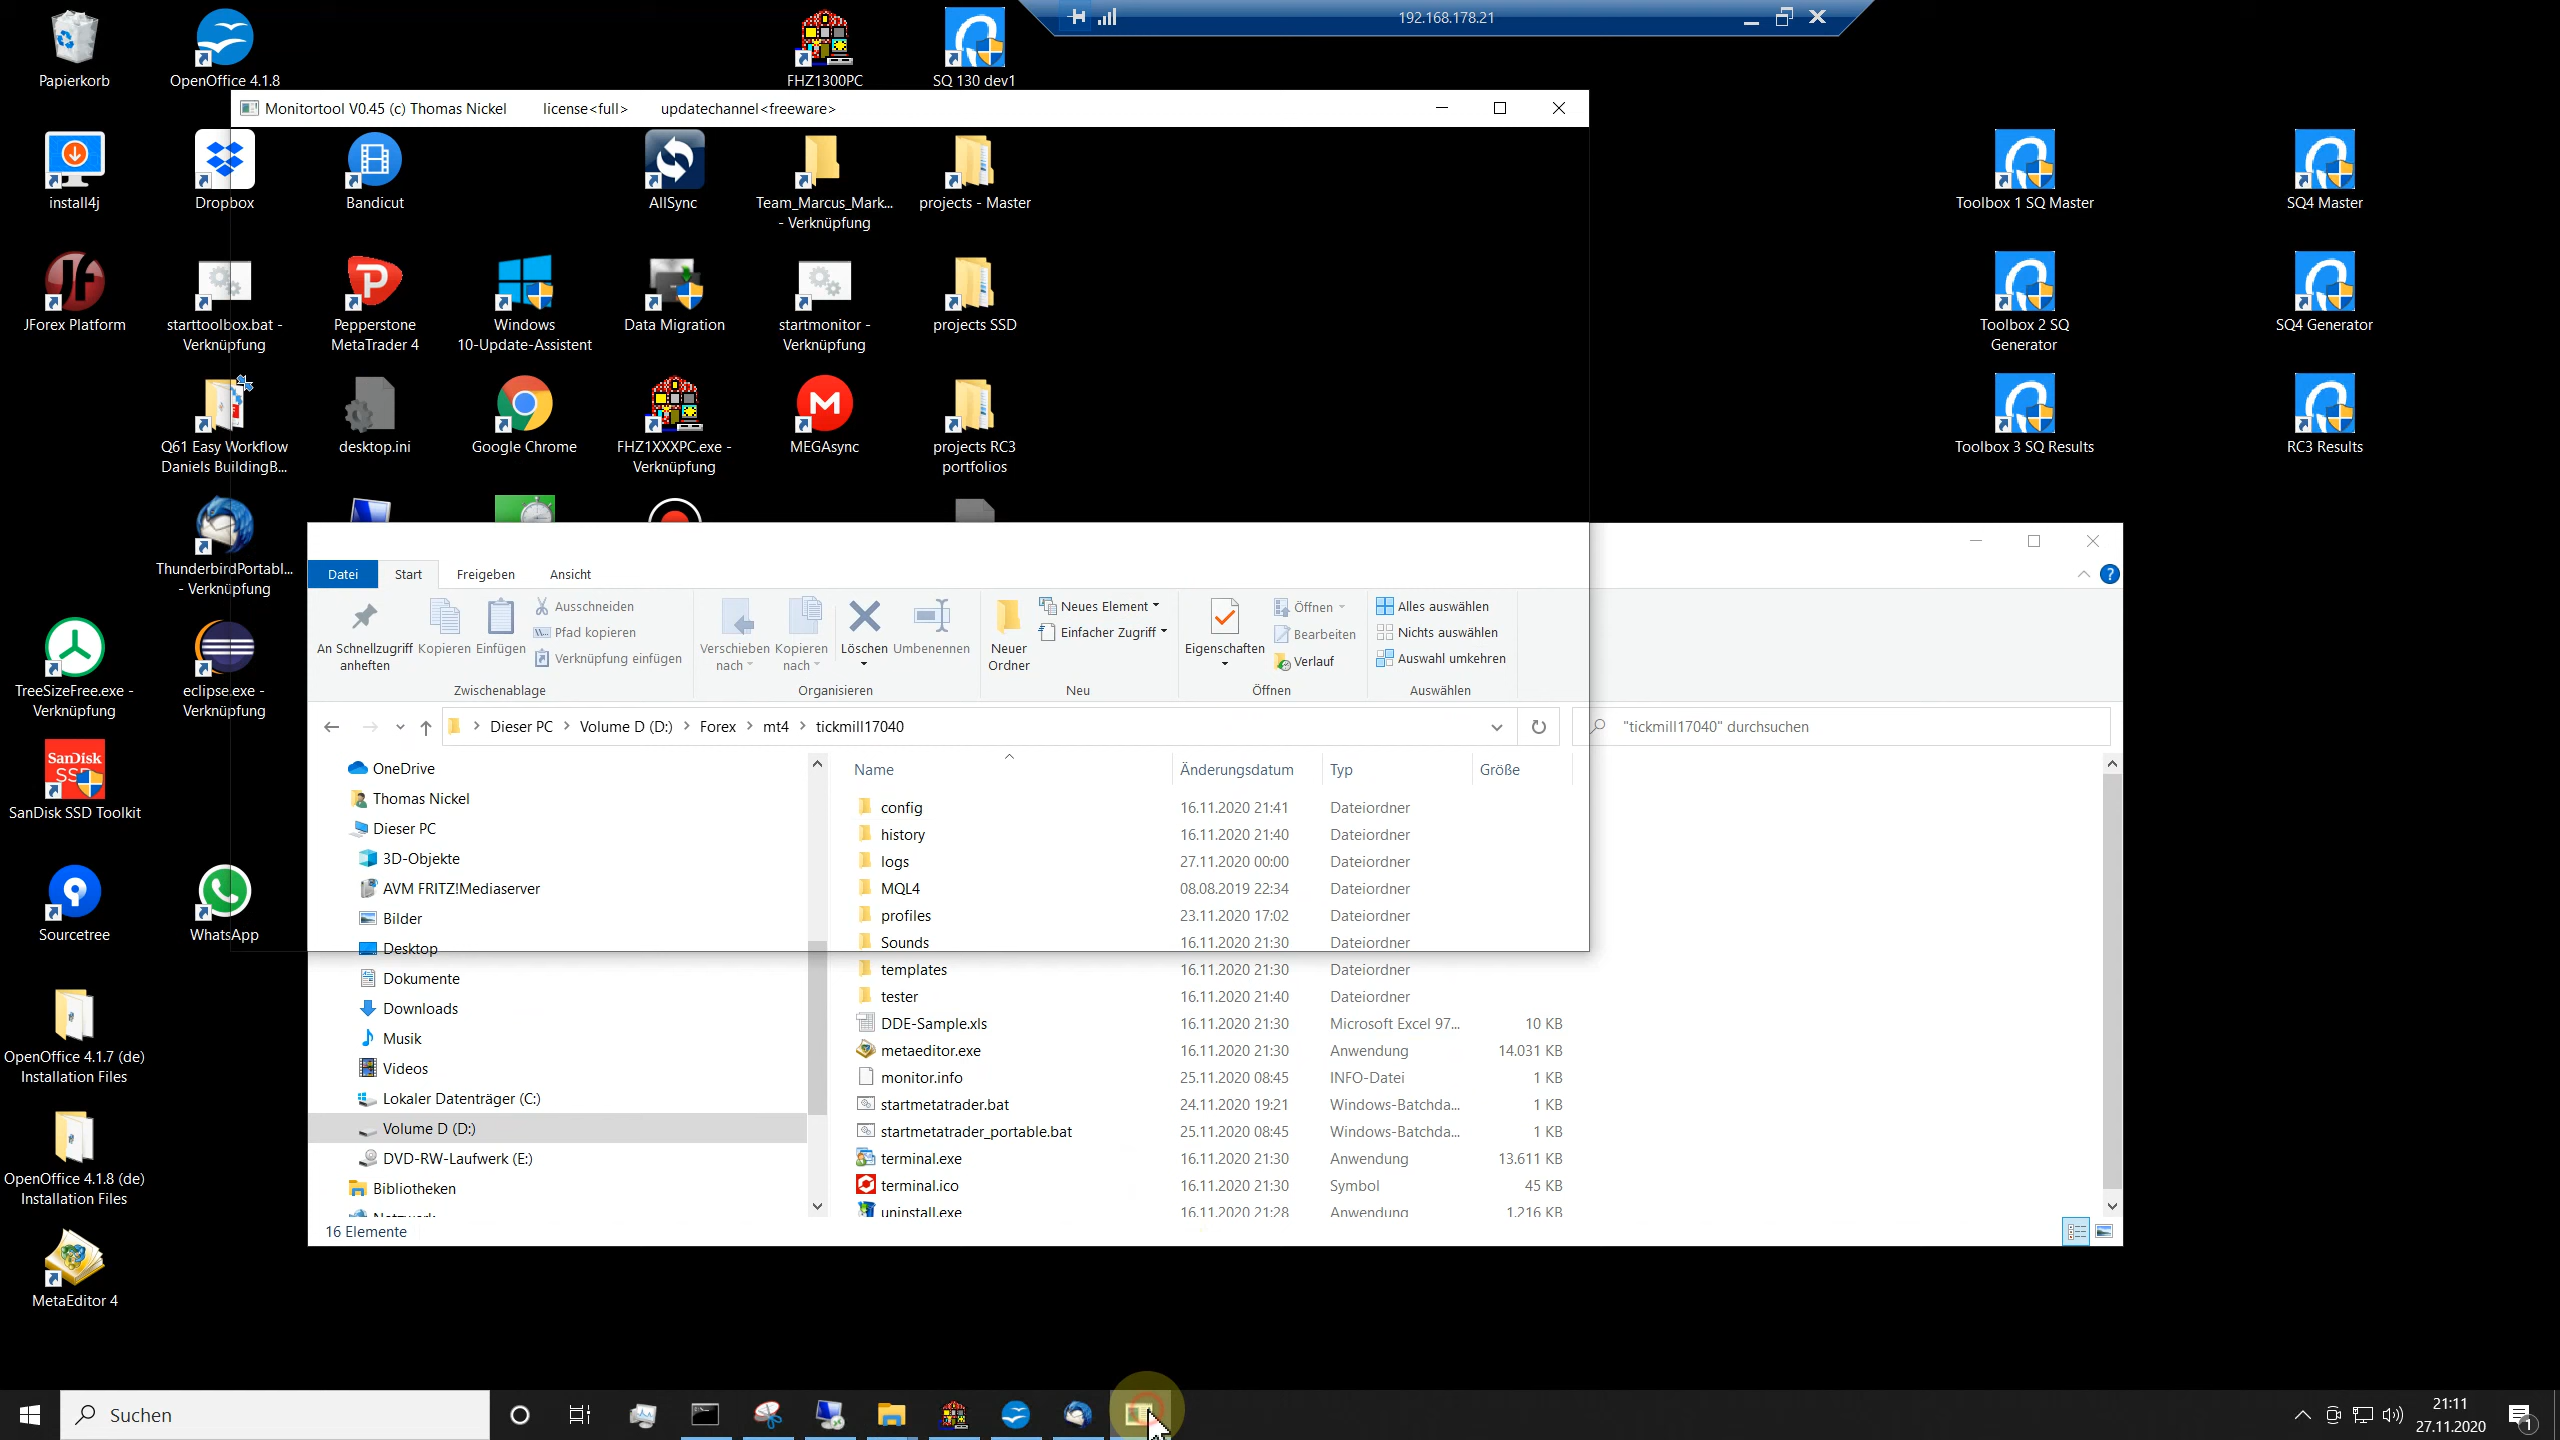 192.168.178.21
Papierkorb
OpenOffice 4.1.8
FHZ1300PC
SQ 130 dev1
Monitortool V0.45 (c) Thomas Nickel license<full> updatechannel<freeware>
install4j
Dropbox
Bandicut
AllSync
Team_Marcus_Mark...
- Verknüpfung
projects - Master
Toolbox 1 SQ Master
SQ4 Master
JForex Platform
starttoolbox.bat -
Verknüpfung
Pepperstone
MetaTrader 4
Windows
10-Update-Assistent
Data Migration
startmonitor -
Verknüpfung
projects SSD
Toolbox 2 SQ
Generator
SQ4 Generator
Q61 Easy Workflow
Daniels BuildingB...
desktop.ini
Google Chrome
FHZ1XXXPC.exe -
Verknüpfung
MEGAsync
projects RC3
portfolios
Toolbox 3 SQ Results
RC3 Results
ThunderbirdPortabl...
- Verknüpfung
TreeSizeFree.exe -
Verknüpfung
eclipse.exe -
Verknüpfung
SanDisk
SSD
SanDisk SSD Toolkit
Sourcetree
WhatsApp
OpenOffice 4.1.7 (de)
Installation Files
OpenOffice 4.1.8 (de)
Installation Files
MetaEditor 4
Datei Start Freigeben Ansicht
An Schnellzugriff
anheften
Kopieren
Einfügen
Ausschneiden
Pfad kopieren
Verknüpfung einfügen
Zwischenablage
Verschieben
nach
Kopieren
nach
Löschen
Umbenennen
Organisieren
Neuer
Ordner
Neues Element
Einfacher Zugriff
Neu
Eigenschaften
Öffnen
Bearbeiten
Verlauf
Öffnen
Alles auswählen
Nichts auswählen
Auswahl umkehren
Auswählen
Dieser PC > Volume D (D:) > Forex > mt4 > tickmill17040
"tickmill17040" durchsuchen
OneDrive
Thomas Nickel
Dieser PC
3D-Objekte
AVM FRITZ!Mediaserver
Bilder
Desktop
Dokumente
Downloads
Musik
Videos
Lokaler Datenträger (C:)
Volume D (D:)
DVD-RW-Laufwerk (E:)
Bibliotheken
Netzwerk
Name Änderungsdatum Typ Größe
config 16.11.2020 21:41 Dateiordner
history 16.11.2020 21:40 Dateiordner
logs 27.11.2020 00:00 Dateiordner
MQL4 08.08.2019 22:34 Dateiordner
profiles 23.11.2020 17:02 Dateiordner
Sounds 16.11.2020 21:30 Dateiordner
templates 16.11.2020 21:30 Dateiordner
tester 16.11.2020 21:40 Dateiordner
DDE-Sample.xls 16.11.2020 21:30 Microsoft Excel 97... 10 KB
metaeditor.exe 16.11.2020 21:30 Anwendung 14.031 KB
monitor.info 25.11.2020 08:45 INFO-Datei 1 KB
startmetatrader.bat 24.11.2020 19:21 Windows-Batchda... 1 KB
startmetatrader_portable.bat 25.11.2020 08:45 Windows-Batchda... 1 KB
terminal.exe 16.11.2020 21:30 Anwendung 13.611 KB
terminal.ico 16.11.2020 21:30 Symbol 45 KB
uninstall.exe 16.11.2020 21:28 Anwendung 1.216 KB
16 Elemente
Suchen
21:11
27.11.2020
1